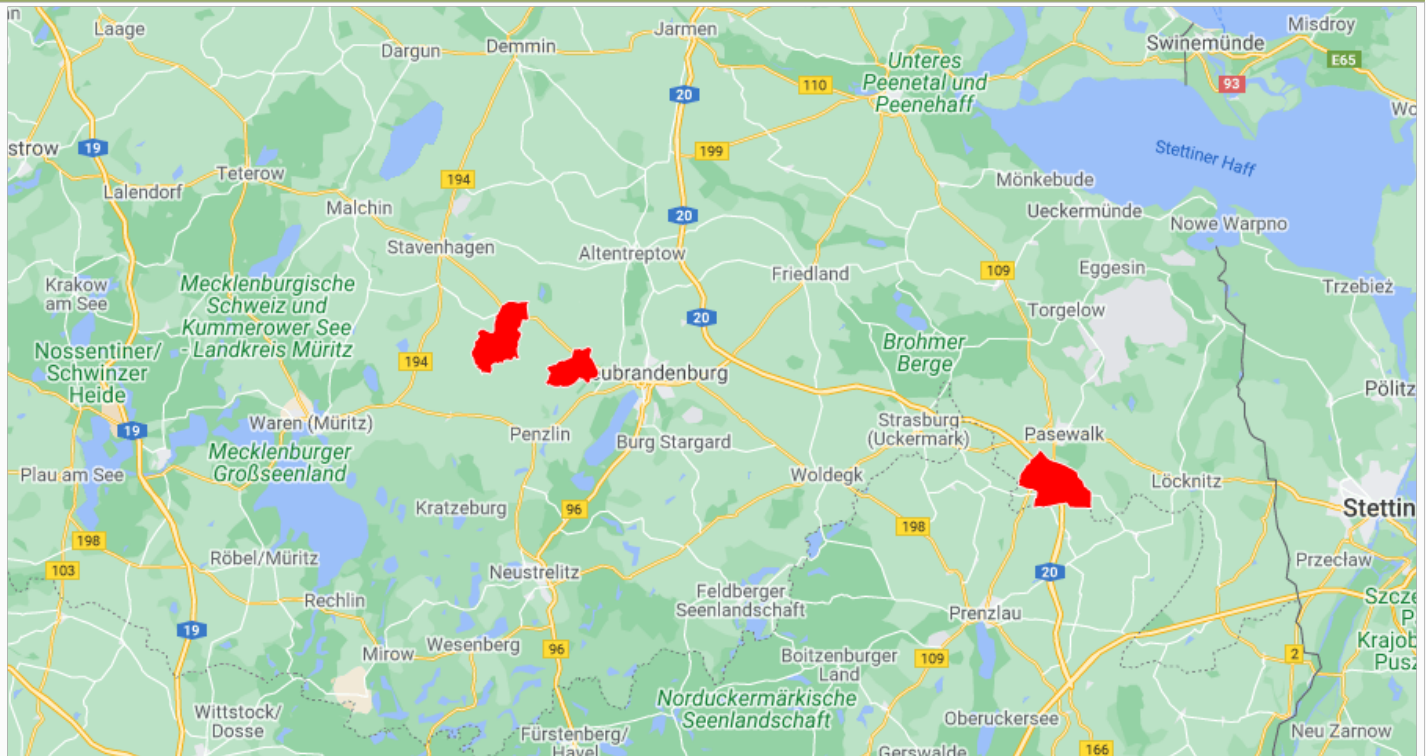 Laage
Dargun
Demmin
Jarmen
Misdroy
Swinemünde
E65
93
Unteres
Peenetal und
Peenehaff
110
20
Stettiner Haff
19
strow
199
Lalendorf
Teterow
194
Mönkebude
Malchin
20
Ueckermünde
Nowe Warpno
Stavenhagen
Altentreptow
Friedland
109
Eggesin
Krakow
am See
Mecklenburgische
Schweiz und
Kummerower See
- Landkreis Müritz
Trzebież
Torgelow
20
Nossentiner/
Schwinzer
Heide
194
Brohmer
Berge
eubrandenburg
Pölitz
19
Waren (Müritz)
Penzlin
Burg Stargard
Strasburg
(Uckermark)
Pasewalk
Mecklenburger
Großseenland
Plau am See
Woldegk
Löcknitz
Kratzeburg
96
Stettin
198
198
103
Röbel/Müritz
Neustrelitz
20
Przecław
Rechlin
Feldberger
Seenlandschaft
Prenzlau
19
Mirow
Wesenberg
96
Boitzenburger
Land
109
2
Norduckermärkische
Seenlandschaft
Wittstock/
Dosse
Oberuckersee
Neu Zarnow
Fürstenberg/
Havel
Gerswalde
166